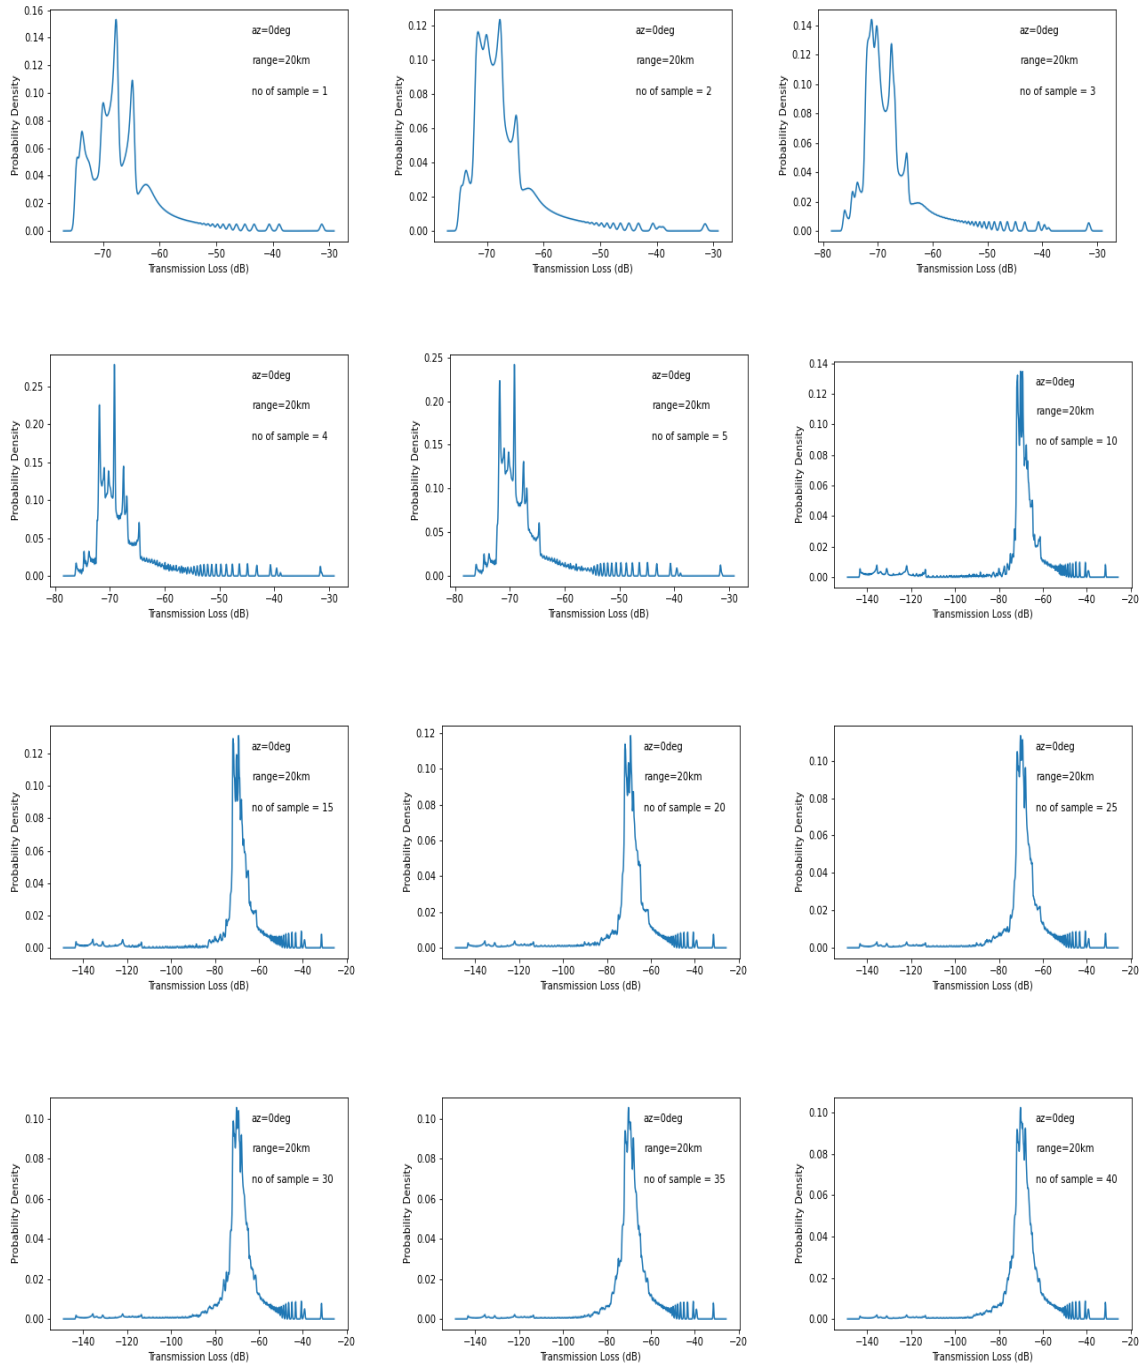 0.16
0.14
0.12
0.10
0.08
0.06
0.04
0.02
0.00
Probability Density
az=0deg
range=20km
no of sample = 1
−70 −60 −50 −40 −30
Transmission Loss (dB)
0.12
0.10
0.08
0.06
0.04
0.02
0.00
Probability Density
az=0deg
range=20km
no of sample = 2
−70 −60 −50 −40 −30
Transmission Loss (dB)
0.14
0.12
0.10
0.08
0.06
0.04
0.02
0.00
Probability Density
az=0deg
range=20km
no of sample = 3
−80 −70 −60 −50 −40 −30
Transmission Loss (dB)
0.25
0.20
0.15
0.10
0.05
0.00
Probability Density
az=0deg
range=20km
no of sample = 4
−80 −70 −60 −50 −40 −30
Transmission Loss (dB)
0.25
0.20
0.15
0.10
0.05
0.00
Probability Density
az=0deg
range=20km
no of sample = 5
−80 −70 −60 −50 −40 −30
Transmission Loss (dB)
0.14
0.12
0.10
0.08
0.06
0.04
0.02
0.00
Probability Density
az=0deg
range=20km
no of sample = 10
−140 −120 −100 −80 −60 −40 −20
Transmission Loss (dB)
0.12
0.10
0.08
0.06
0.04
0.02
0.00
Probability Density
az=0deg
range=20km
no of sample = 15
−140 −120 −100 −80 −60 −40 −20
Transmission Loss (dB)
0.12
0.10
0.08
0.06
0.04
0.02
0.00
Probability Density
az=0deg
range=20km
no of sample = 20
−140 −120 −100 −80 −60 −40 −20
Transmission Loss (dB)
0.10
0.08
0.06
0.04
0.02
0.00
Probability Density
az=0deg
range=20km
no of sample = 25
−140 −120 −100 −80 −60 −40 −20
Transmission Loss (dB)
0.10
0.08
0.06
0.04
0.02
0.00
Probability Density
az=0deg
range=20km
no of sample = 30
−140 −120 −100 −80 −60 −40 −20
Transmission Loss (dB)
0.10
0.08
0.06
0.04
0.02
0.00
Probability Density
az=0deg
range=20km
no of sample = 35
−140 −120 −100 −80 −60 −40 −20
Transmission Loss (dB)
0.10
0.08
0.06
0.04
0.02
0.00
Probability Density
az=0deg
range=20km
no of sample = 40
−140 −120 −100 −80 −60 −40 −20
Transmission Loss (dB)